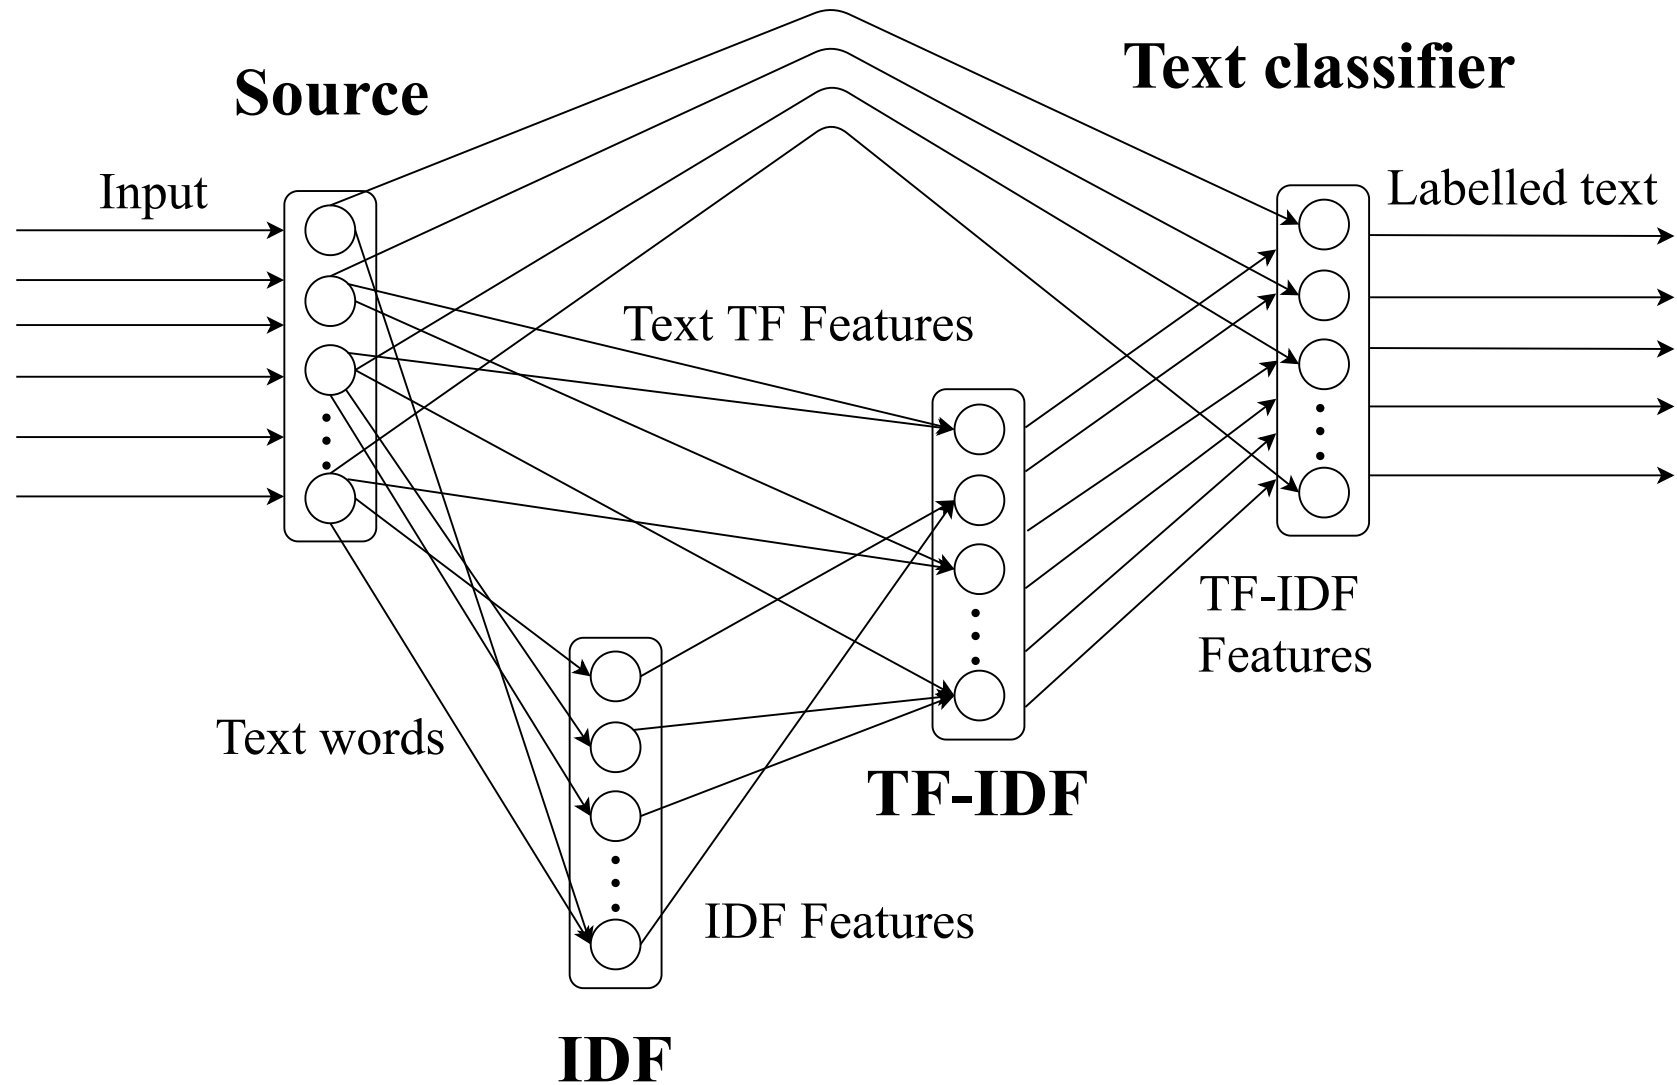 Source
Text classifier
Input
Labelled text
Text TF Features
TF-IDF
Features
Text words
TF-IDF
IDF Features
IDF